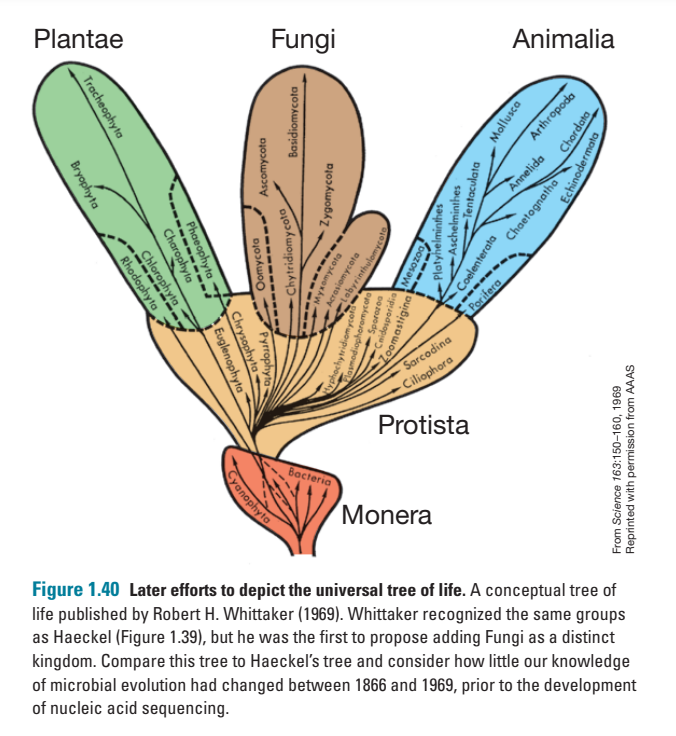 Plantae
Fungi
Animalia
Tracheophyta
Bryophyta
Phaeophyta
Charophyta
Chlorophyta
Rhodophyta
Basidiomycota
Ascomycota
Zygomycota
Chytridiomycota
Oomycota
Myxomycota
Acrasiomycota
Labyrinthulomycota
Mollusca
Arthropoda
Chordata
Annelida
Echinodermata
Tentaculata
Chaetognatha
Aschelminthes
Platyhelminthes
Mesozoa
Coelenterata
Porifera
Euglenophyta
Chrysophyta
Pyrrophyta
Hyphochytridiomycota
Plasmodiophoromycota
Sporozoa
Cnidosporidia
Zoomastigina
Sarcodina
Ciliophora
Protista
Cyanophyta
Bacteria
Monera
From Science 163:150–160, 1969
Reprinted with permission from AAAS
Figure 1.40 Later efforts to depict the universal tree of life. A conceptual tree of
life published by Robert H. Whittaker (1969). Whittaker recognized the same groups
as Haeckel (Figure 1.39), but he was the first to propose adding Fungi as a distinct
kingdom. Compare this tree to Haeckel’s tree and consider how little our knowledge
of microbial evolution had changed between 1866 and 1969, prior to the development
of nucleic acid sequencing.